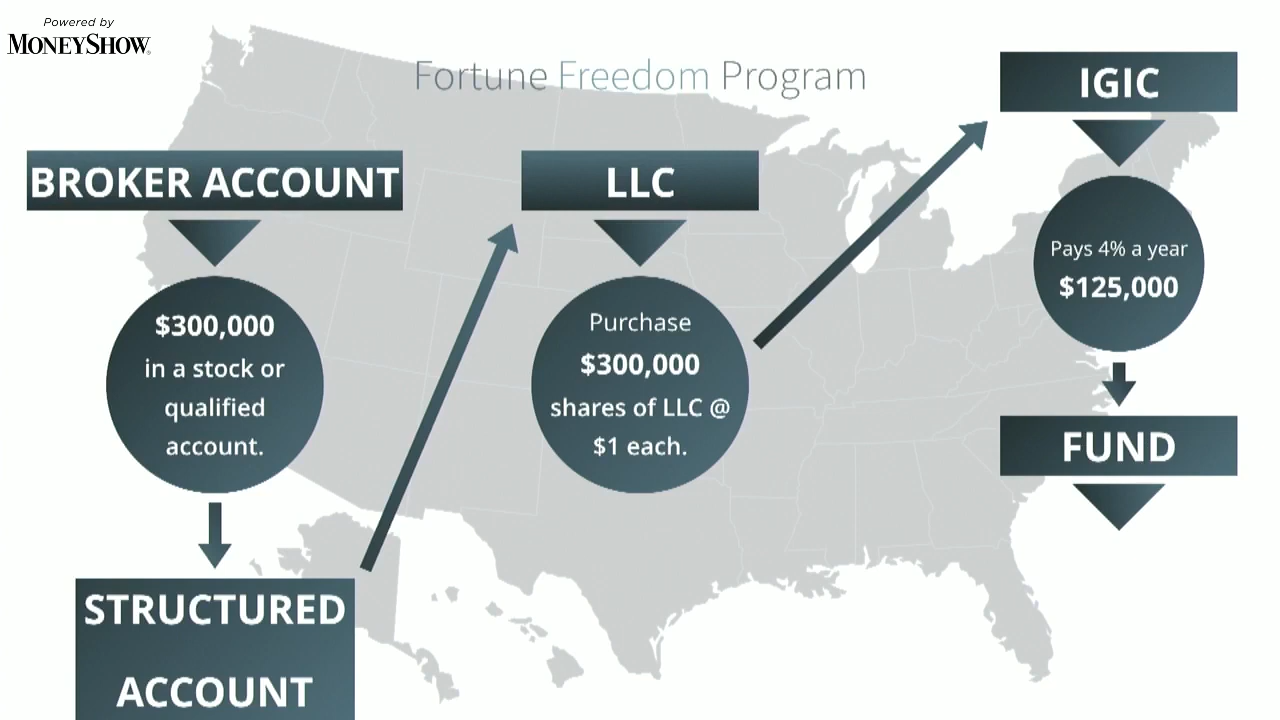 Powered by
MONEYSHOW
Fortune Freedom Program
BROKER ACCOUNT
$300,000
in a stock or
qualified
account.
STRUCTURED
ACCOUNT
LLC
Purchase
$300,000
shares of LLC @
$1 each.
IGIC
Pays 4% a year
$125,000
FUND